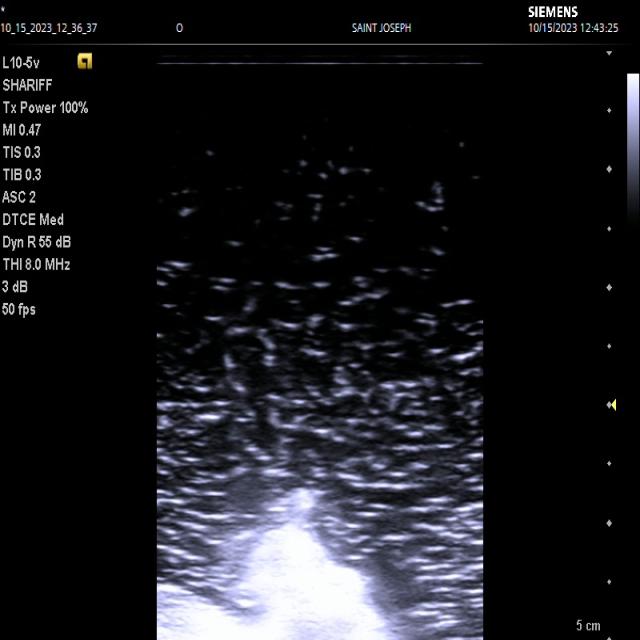 *
SIEMENS
10_15_2023_12_36_37 O SAINT JOSEPH 10/15/2023 12:43:25
L10-5v
SHARIFF
Tx Power 100%
MI 0.47
TIS 0.3
TIB 0.3
ASC 2
DTCE Med
Dyn R 55 dB
THI 8.0 MHz
3 dB
50 fps
5 cm